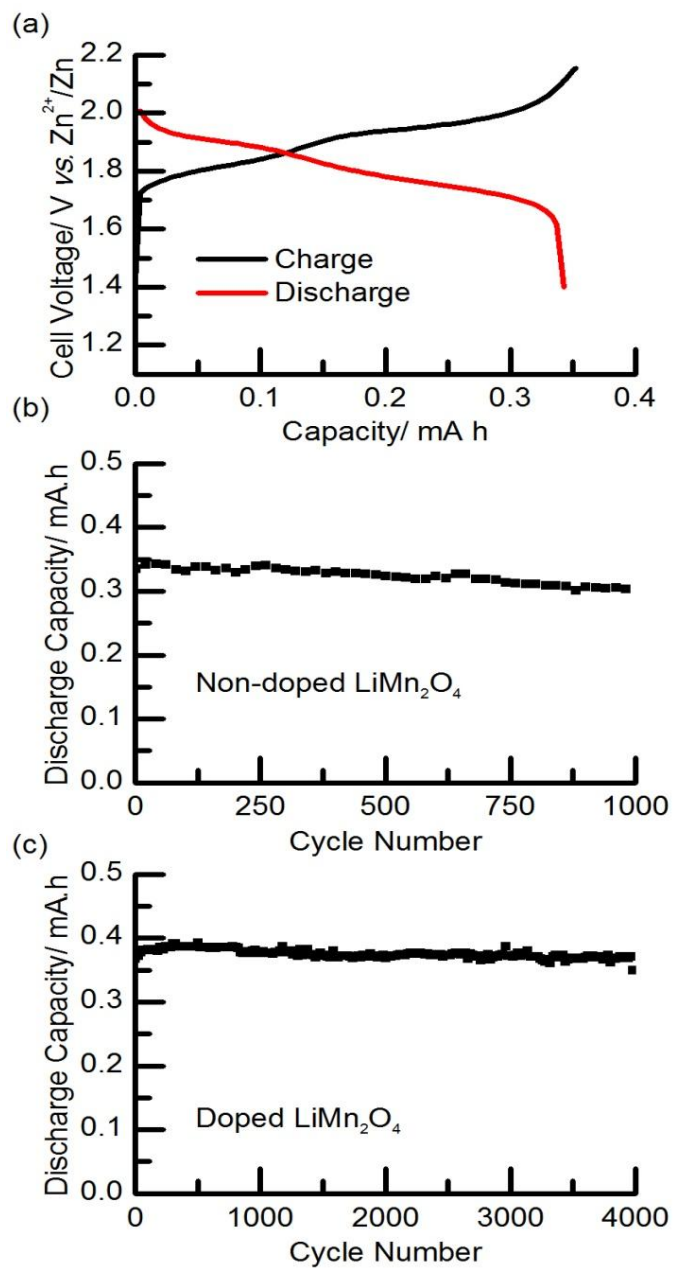 (a)
Cell Voltage/ V vs. Zn²⁺/Zn
2.2
2.0
1.8
1.6
1.4
1.2
Charge
Discharge
0.0 0.1 0.2 0.3 0.4
Capacity/ mA h
(b)
Discharge Capacity/ mA.h
0.5
0.4
0.3
0.2
0.1
0.0
Non-doped LiMn₂O₄
0 250 500 750 1000
Cycle Number
(c)
Discharge Capacity/ mA.h
0.5
0.4
0.3
0.2
0.1
0.0
Doped LiMn₂O₄
0 1000 2000 3000 4000
Cycle Number